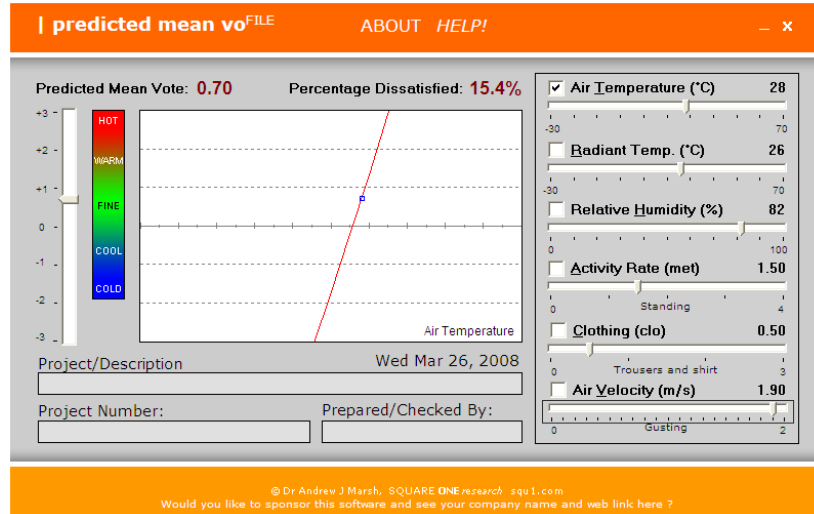 | predicted mean voFILE ABOUT HELP! _ x
Predicted Mean Vote: 0.70 Percentage Dissatisfied: 15.4%
+3
+2
+1
0
-1
-2
-3
HOT
WARM
FINE
COOL
COLD
Air Temperature
Project/Description Wed Mar 26, 2008
Project Number: Prepared/Checked By:
Air Temperature (°C) 28
-30 70
Radiant Temp. (°C) 26
-30 70
Relative Humidity (%) 82
0 100
Activity Rate (met) 1.50
0 Standing 4
Clothing (clo) 0.50
0 Trousers and shirt 3
Air Velocity (m/s) 1.90
0 Gusting 2
© Dr Andrew J Marsh, SQUARE ONE research squ1.com
Would you like to sponsor this software and see your company name and web link here ?